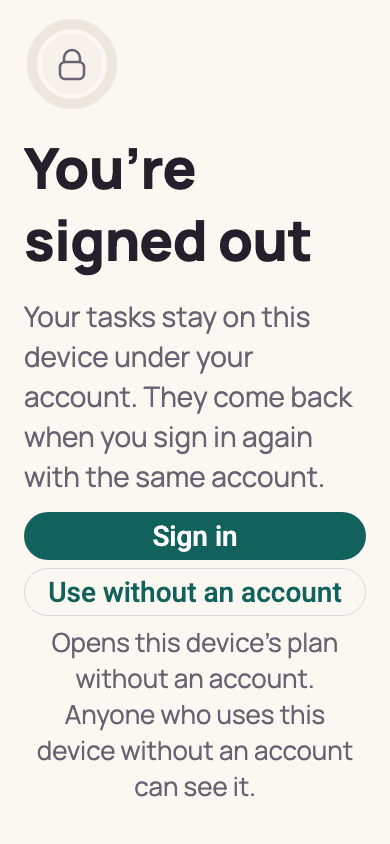 You’re
signed out
Your tasks stay on this
device under your
account. They come back
when you sign in again
with the same account.
Sign in
Use without an account
Opens this device’s plan
without an account.
Anyone who uses this
device without an account
can see it.